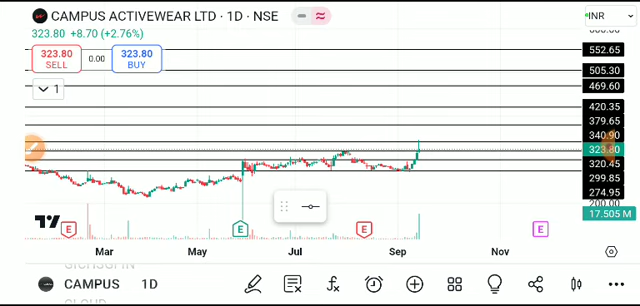 CAMPUS ACTIVEWEAR LTD · 1D · NSE
INR
323.80 +8.70 (+2.76%)
323.80
SELL
0.00
323.80
BUY
1
552.65
505.30
469.60
420.35
379.65
340.90
323.80
320.45
299.85
274.95
200.00
17.505 M
E
E
E
E
Mar
May
Jul
Sep
Nov
CAMPUS
1D